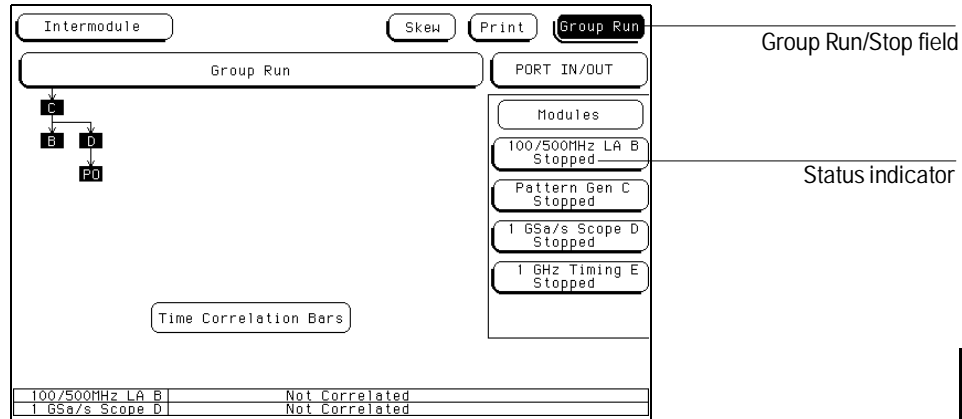 Intermodule
Skew
Print
Group Run
Group Run/Stop field
Group Run
PORT IN/OUT
C
B
D
PO
Modules
100/500MHz LA B
Stopped
Status indicator
Pattern Gen C
Stopped
1 GSa/s Scope D
Stopped
1 GHz Timing E
Stopped
Time Correlation Bars
100/500MHz LA B
Not Correlated
1 GSa/s Scope D
Not Correlated